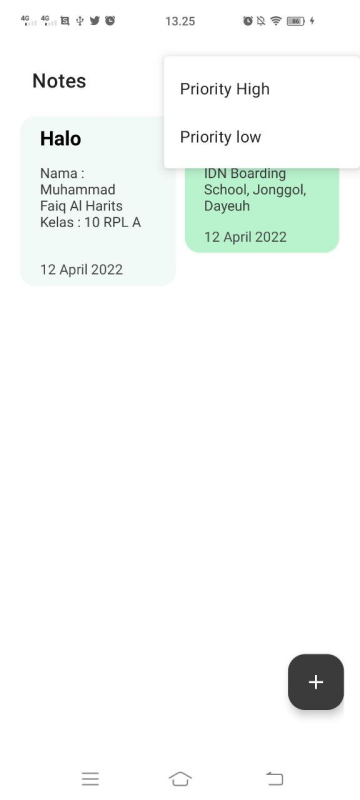 4G 4G 13.25 86
Notes
Priority High
Priority low
Halo
Nama :
Muhammad
Faiq Al Harits
Kelas : 10 RPL A
12 April 2022
IDN Boarding
School, Jonggol,
Dayeuh
12 April 2022